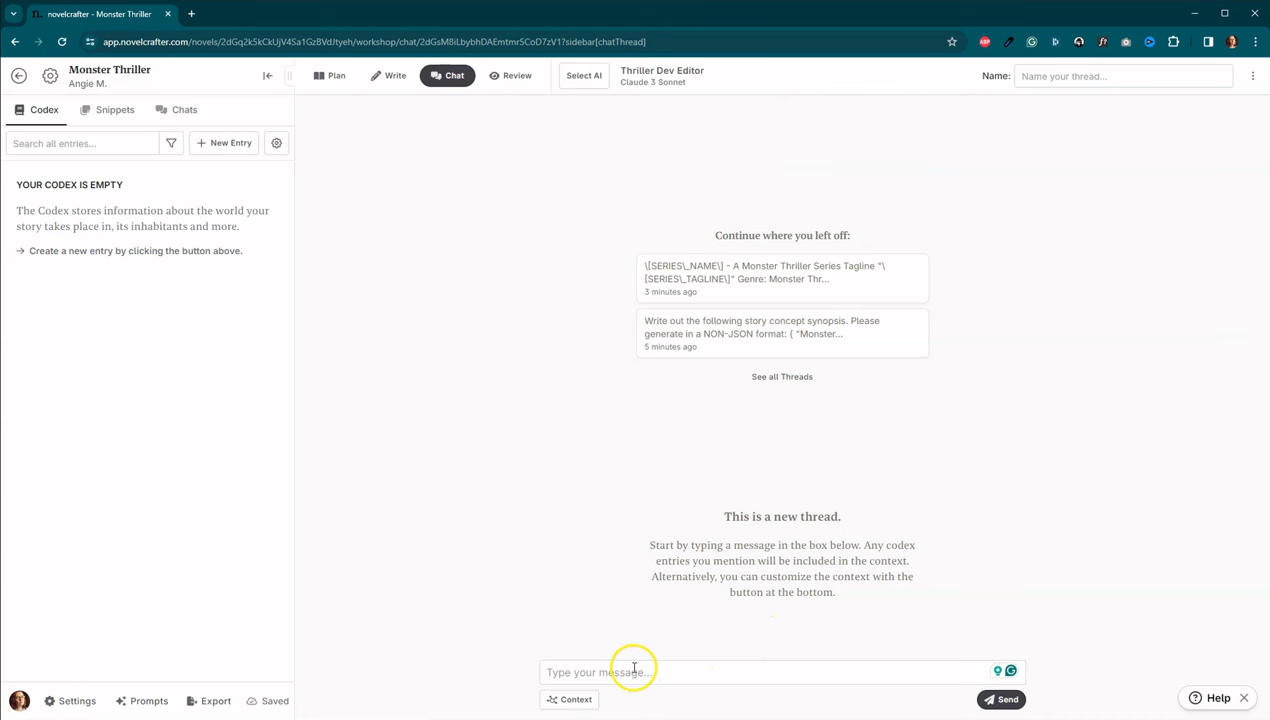 novelcrafter - Monster Thriller
app.novelcrafter.com/novels/2dGq2k5kCkUjV4Sa1GzBVdJtyeh/workshop/chat/2dGsM8iLbybhDAEmtmr5CoD7zV1?sidebar[chatThread]
Monster Thriller
Angie M.
Plan
Write
Chat
Review
Select AI
Thriller Dev Editor
Claude 3 Sonnet
Name:
Name your thread...
Codex
Snippets
Chats
Search all entries...
+ New Entry
YOUR CODEX IS EMPTY
The Codex stores information about the world your
story takes place in, its inhabitants and more.
→ Create a new entry by clicking the button above.
Continue where you left off:
\[SERIES\_NAME\] - A Monster Thriller Series Tagline "\
[SERIES\_TAGLINE\]" Genre: Monster Thr...
3 minutes ago
Write out the following story concept synopsis. Please
generate in a NON-JSON format: { "Monster...
5 minutes ago
See all Threads
This is a new thread.
Start by typing a message in the box below. Any codex
entries you mention will be included in the context.
Alternatively, you can customize the context with the
button at the bottom.
Type your message...
Context
Send
Settings
Prompts
Export
Saved
Help